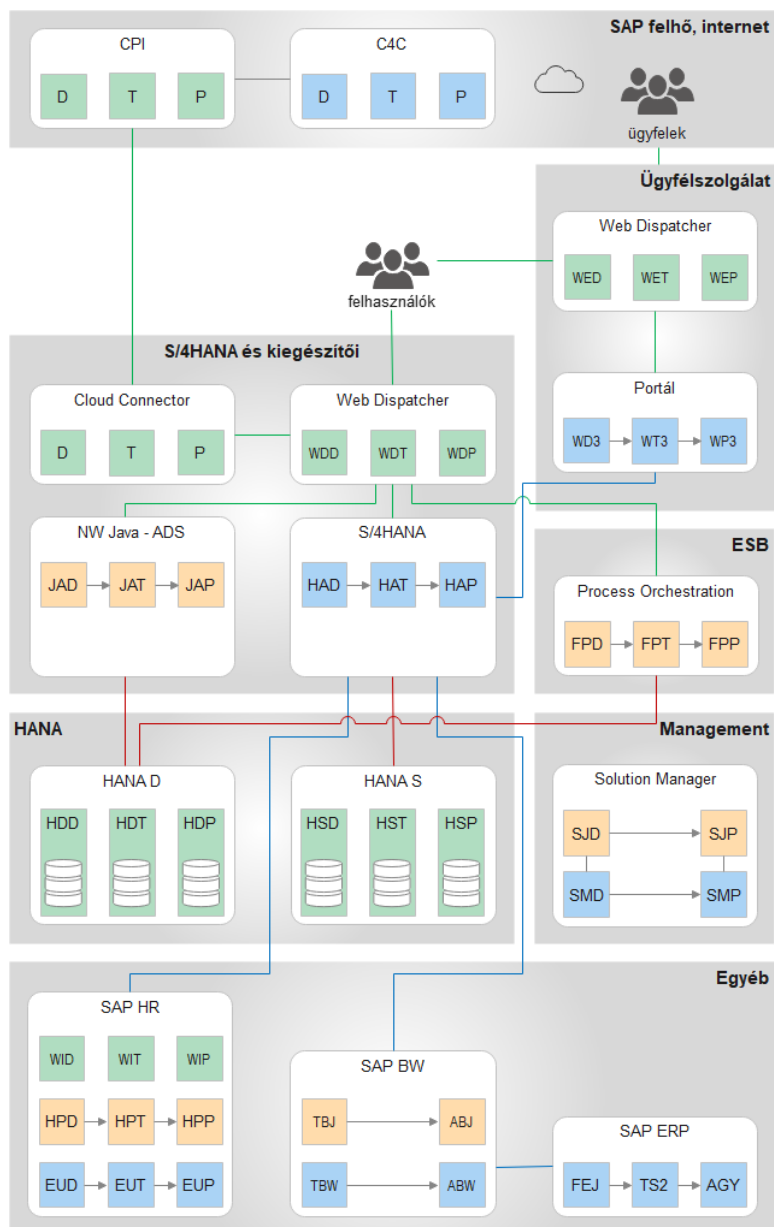 SAP felhő, internet
CPI
D T P
C4C
D T P
ügyfelek
Ügyfélszolgálat
Web Dispatcher
WED WET WEP
felhasználók
Portál
WD3 WT3 WP3
S/4HANA és kiegészítői
Cloud Connector
D T P
Web Dispatcher
WDD WDT WDP
NW Java - ADS
JAD JAT JAP
S/4HANA
HAD HAT HAP
ESB
Process Orchestration
FPD FPT FPP
HANA
HANA D
HDD HDT HDP
HANA S
HSD HST HSP
Management
Solution Manager
SJD SJP
SMD SMP
Egyéb
SAP HR
WID WIT WIP
HPD HPT HPP
EUD EUT EUP
SAP BW
TBJ ABJ
TBW ABW
SAP ERP
FEJ TS2 AGY